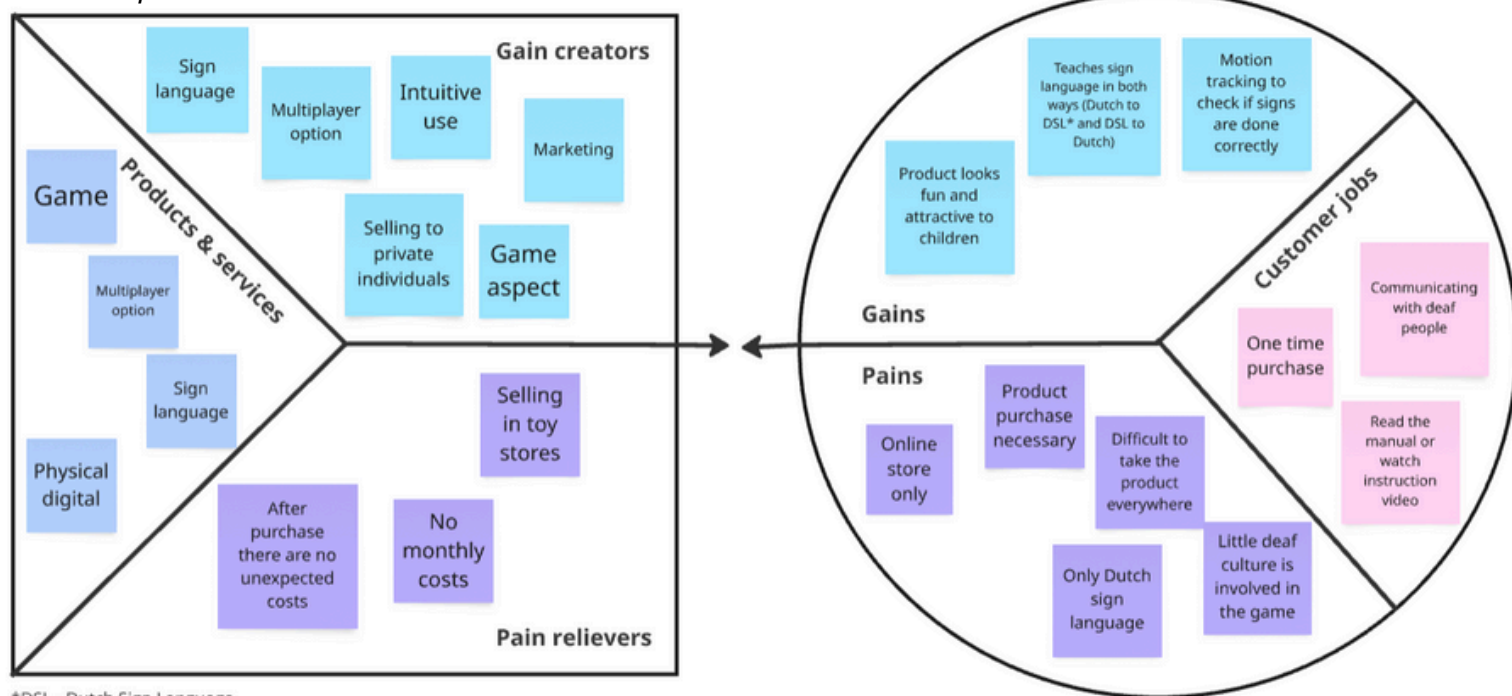 Gain creators
Sign
language
Multiplayer
option
Intuitive
use
Marketing
Selling to
private
individuals
Game
aspect
Products & services
Game
Multiplayer
option
Sign
language
Physical
digital
Selling
in toy
stores
After
purchase
there are no
unexpected
costs
No
monthly
costs
Pain relievers
Teaches sign
language in both
ways (Dutch to
DSL* and DSL to
Dutch)
Motion
tracking to
check if signs
are done
correctly
Product looks
fun and
attractive to
children
Gains
Customer jobs
Communicating
with deaf
people
One time
purchase
Read the
manual or
watch
instruction
video
Pains
Product
purchase
necessary
Online
store
only
Difficult to
take the
product
everywhere
Only Dutch
sign
language
Little deaf
culture is
involved in
the game